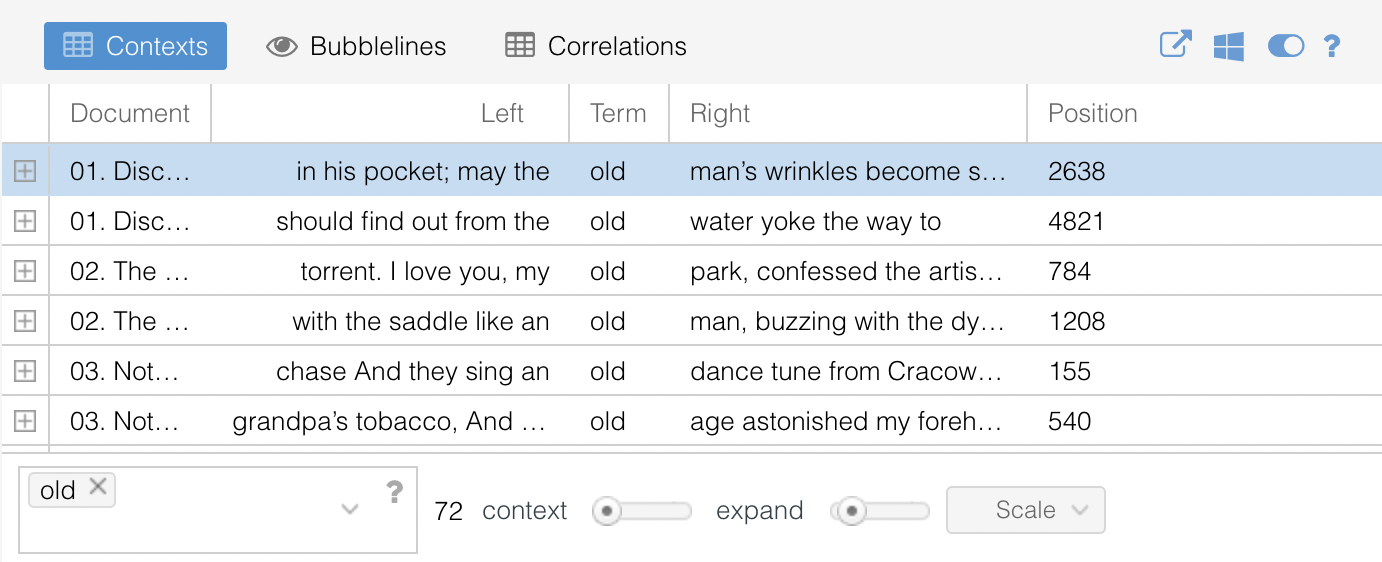 Contexts Bubblelines Correlations ?
Document Left Term Right Position
01. Disc… in his pocket; may the old man’s wrinkles become s… 2638
01. Disc… should find out from the old water yoke the way to 4821
02. The … torrent. I love you, my old park, confessed the artis… 784
02. The … with the saddle like an old man, buzzing with the dy… 1208
03. Not… chase And they sing an old dance tune from Cracow… 155
03. Not… grandpa’s tobacco, And … old age astonished my foreh… 540
old ? 72 context expand Scale